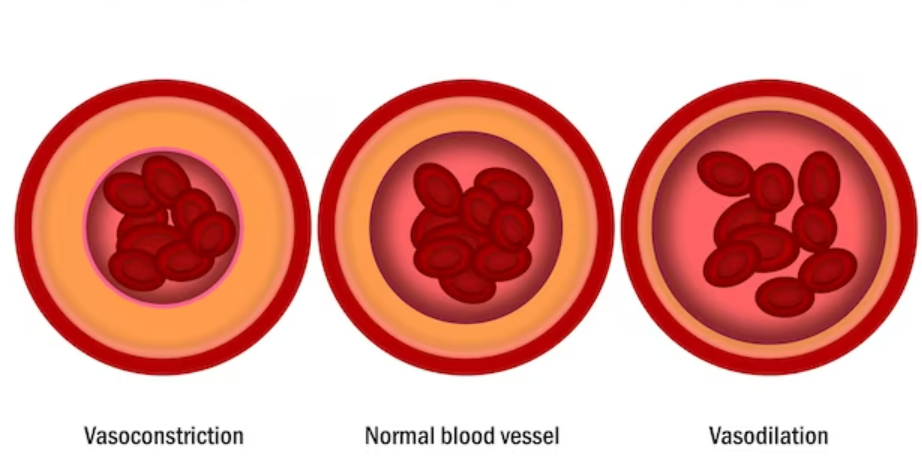 Vasoconstriction
Normal blood vessel
Vasodilation